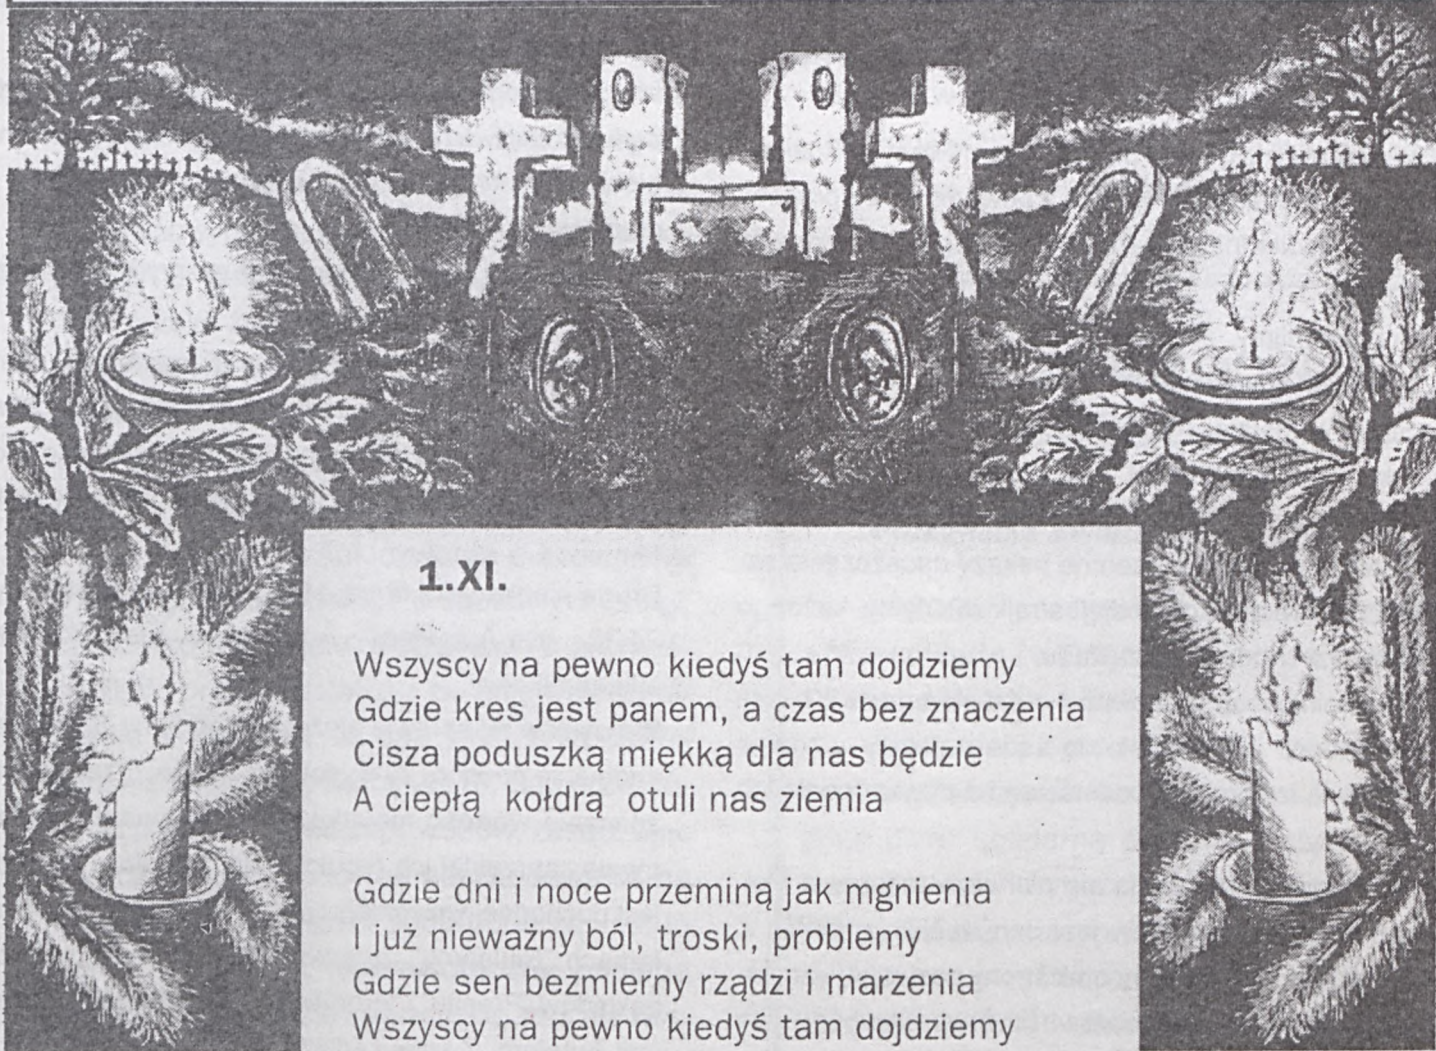 1.XI.
Wszyscy na pewno kiedyś tam dojdziemy
Gdzie kres jest panem, a czas bez znaczenia
Cisza poduszką miękką dla nas będzie
A ciepłą kołdrą otuli nas ziemia
Gdzie dni i noce przeminą jak mgnienia
I już nieważny ból, troski, problemy
Gdzie sen bezmierny rządzi i marzenia
Wszyscy na pewno kiedyś tam dojdziemy